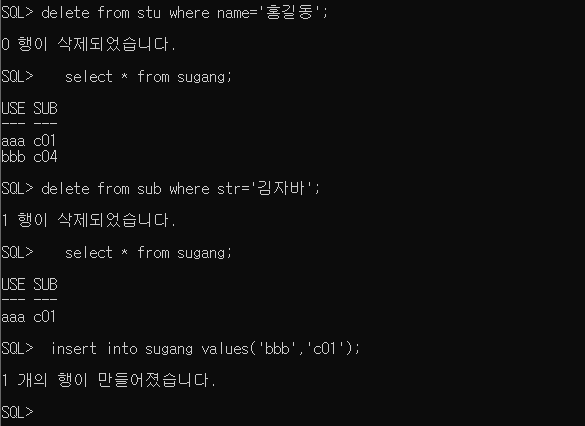 SQL> delete from stu where name='홍길동';
0 행이 삭제되었습니다.
SQL>    select * from sugang;
USE SUB
--- ---
aaa c01
bbb c04
SQL> delete from sub where str='김자바';
1 행이 삭제되었습니다.
SQL>    select * from sugang;
USE SUB
--- ---
aaa c01
SQL>  insert into sugang values('bbb','c01');
1 개의 행이 만들어졌습니다.
SQL>